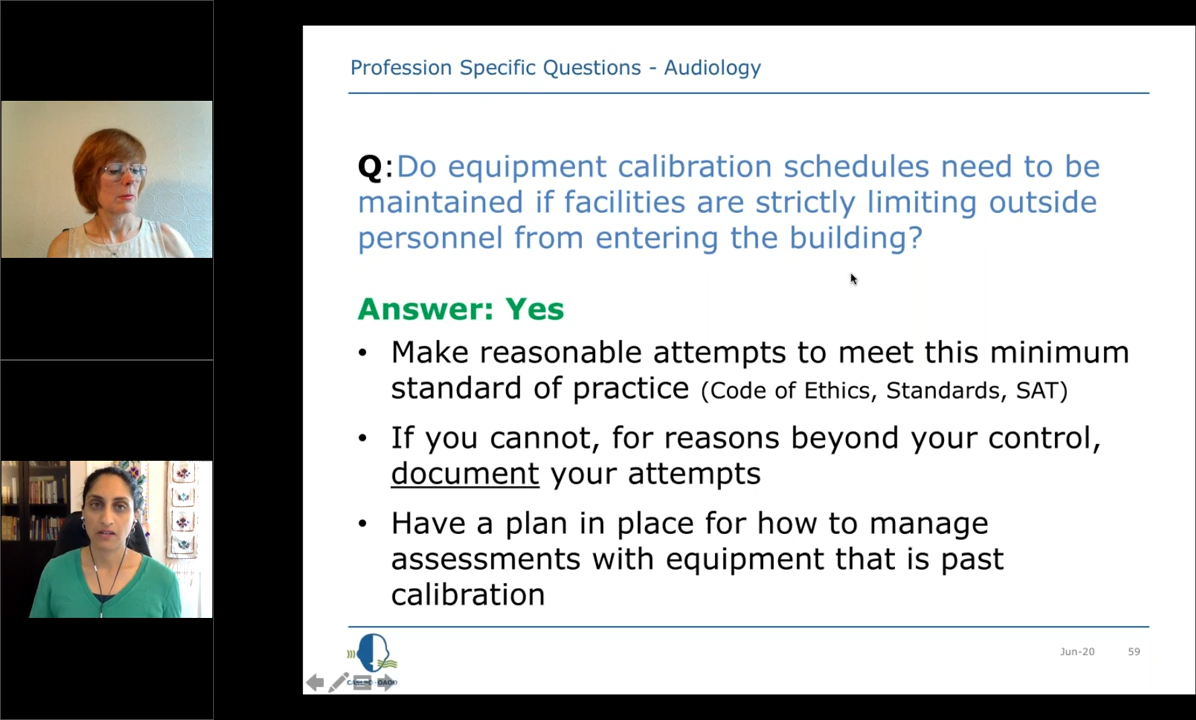 Profession Specific Questions - Audiology
Q:Do equipment calibration schedules need to be
maintained if facilities are strictly limiting outside
personnel from entering the building?
Answer: Yes
• Make reasonable attempts to meet this minimum
standard of practice (Code of Ethics, Standards, SAT)
• If you cannot, for reasons beyond your control,
document your attempts
• Have a plan in place for how to manage
assessments with equipment that is past
calibration
Jun-20 59